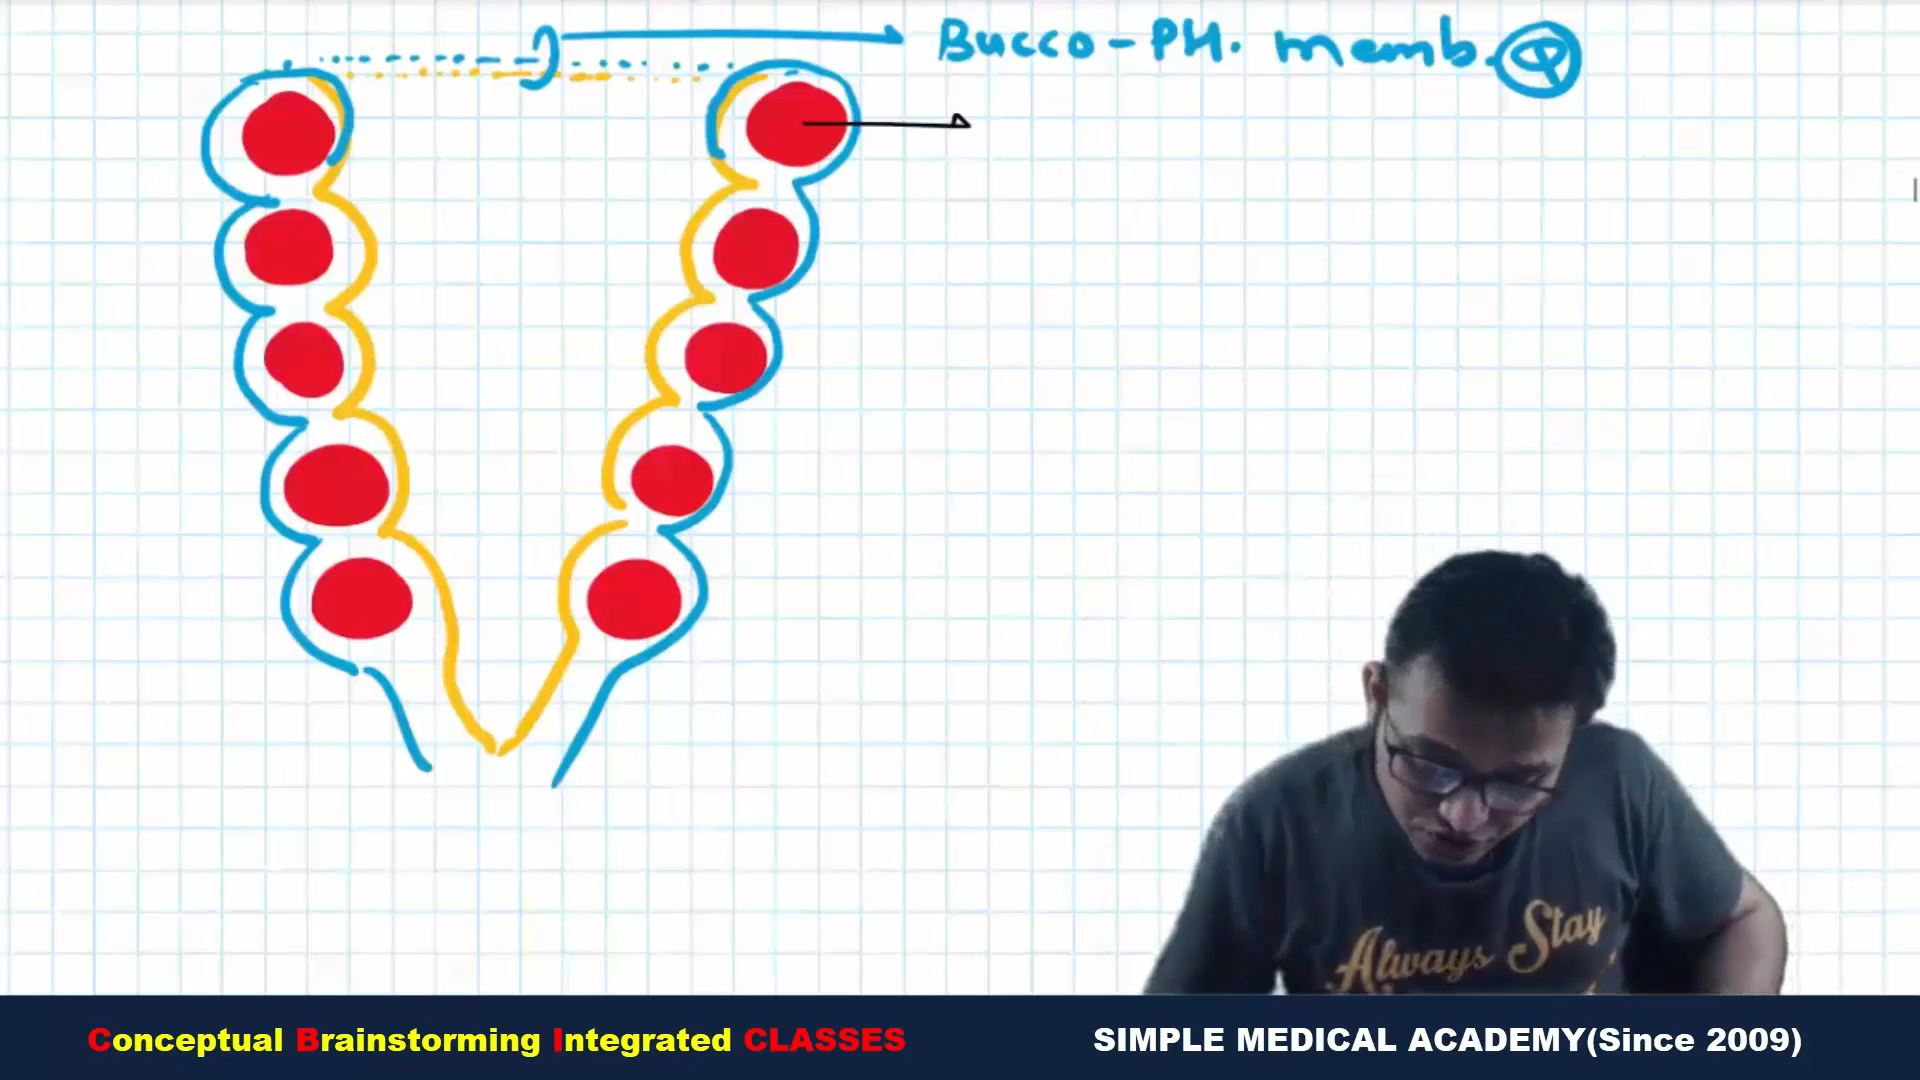 Bucco-PH. memb.
Always Stay
Conceptual Brainstorming Integrated CLASSES
SIMPLE MEDICAL ACADEMY(Since 2009)